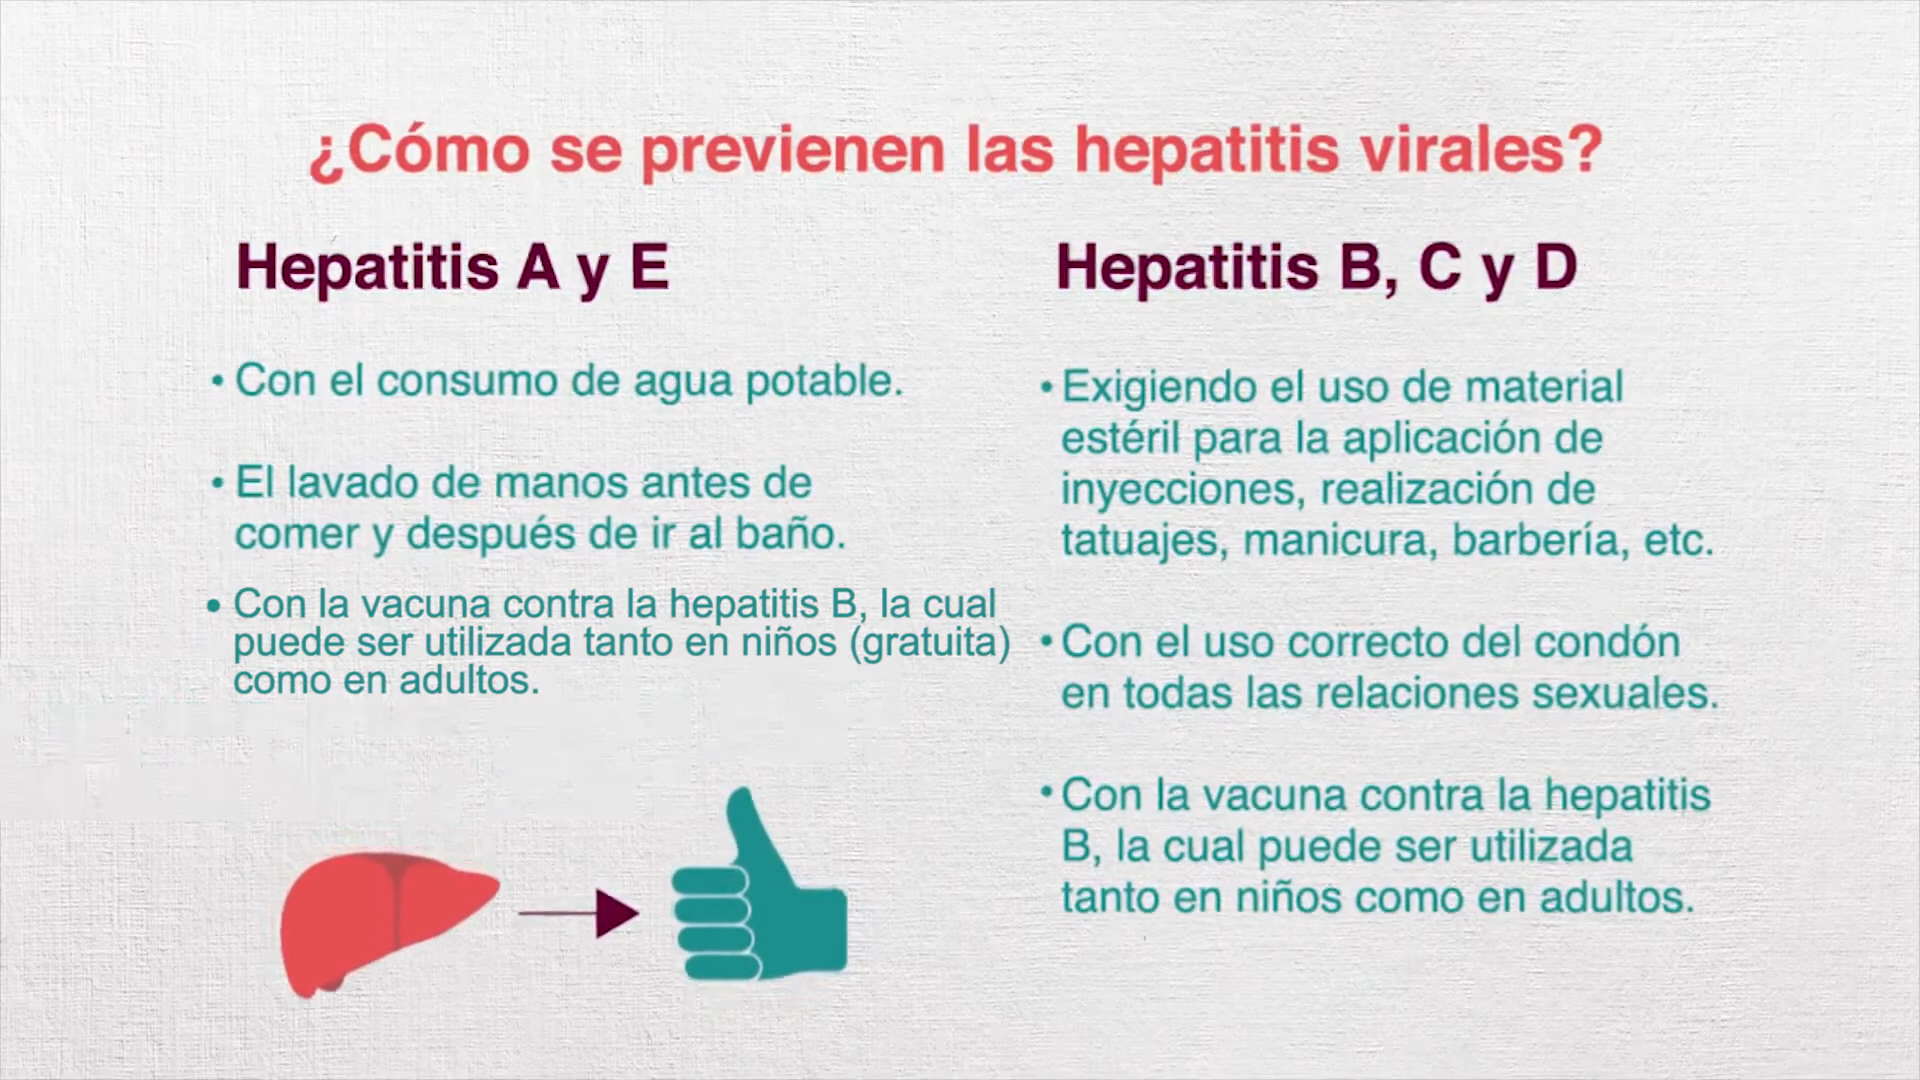 ¿Cómo se previenen las hepatitis virales?
Hepatitis A y E
• Con el consumo de agua potable.
• El lavado de manos antes de
comer y después de ir al baño.
• Con la vacuna contra la hepatitis B, la cual
puede ser utilizada tanto en niños (gratuita)
como en adultos.
Hepatitis B, C y D
• Exigiendo el uso de material
estéril para la aplicación de
inyecciones, realización de
tatuajes, manicura, barbería, etc.
• Con el uso correcto del condón
en todas las relaciones sexuales.
• Con la vacuna contra la hepatitis
B, la cual puede ser utilizada
tanto en niños como en adultos.